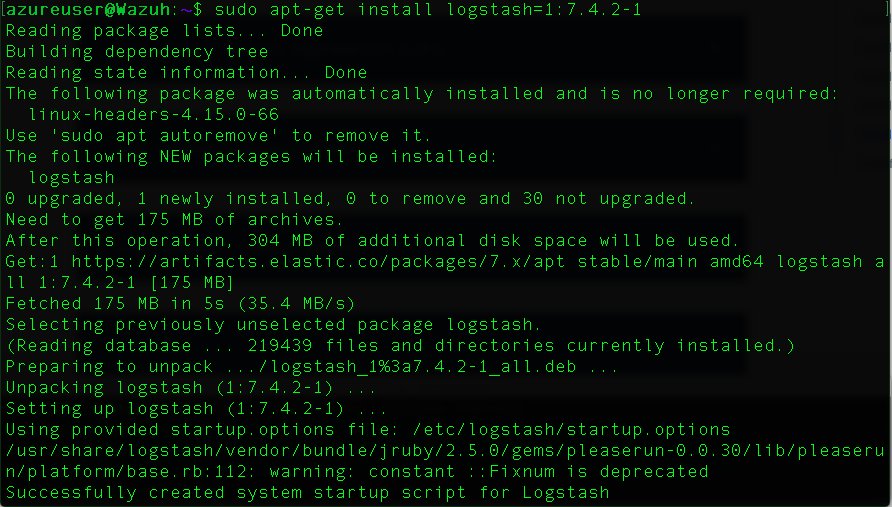 [azureuser@Wazuh:~$ sudo apt-get install logstash=1:7.4.2-1
Reading package lists... Done
Building dependency tree
Reading state information... Done
The following package was automatically installed and is no longer required:
  linux-headers-4.15.0-66
Use 'sudo apt autoremove' to remove it.
The following NEW packages will be installed:
  logstash
0 upgraded, 1 newly installed, 0 to remove and 30 not upgraded.
Need to get 175 MB of archives.
After this operation, 304 MB of additional disk space will be used.
Get:1 https://artifacts.elastic.co/packages/7.x/apt stable/main amd64 logstash a
ll 1:7.4.2-1 [175 MB]
Fetched 175 MB in 5s (35.4 MB/s)
Selecting previously unselected package logstash.
(Reading database ... 219439 files and directories currently installed.)
Preparing to unpack .../logstash_1%3a7.4.2-1_all.deb ...
Unpacking logstash (1:7.4.2-1) ...
Setting up logstash (1:7.4.2-1) ...
Using provided startup.options file: /etc/logstash/startup.options
/usr/share/logstash/vendor/bundle/jruby/2.5.0/gems/pleaserun-0.0.30/lib/pleaseru
n/platform/base.rb:112: warning: constant ::Fixnum is deprecated
Successfully created system startup script for Logstash